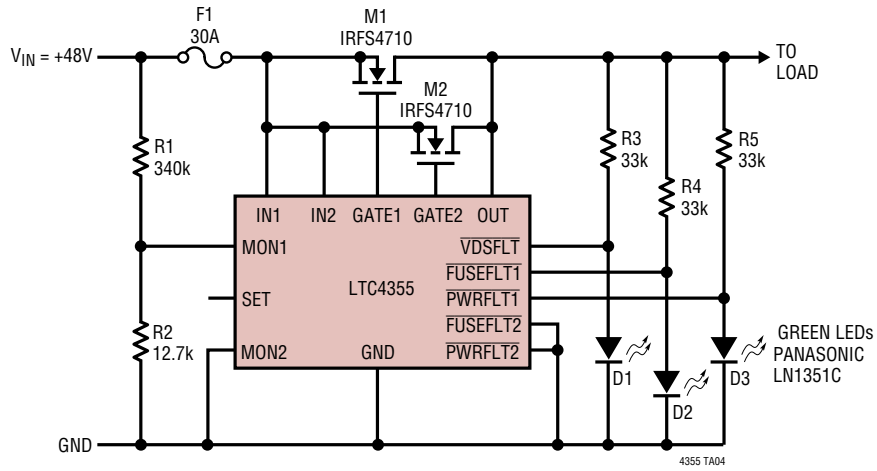 F1
30A
M1
IRFS4710
VIN = +48V
TO
LOAD
M2
IRFS4710
R1
340k
R3
33k
R5
33k
R4
33k
IN1 IN2 GATE1 GATE2 OUT
MON1
VDSFLT
FUSEFLT1
LTC4355
SET
PWRFLT1
FUSEFLT2
R2
12.7k
MON2
GND
PWRFLT2
GREEN LEDs
PANASONIC
LN1351C
D1
D3
D2
GND
4355 TA04